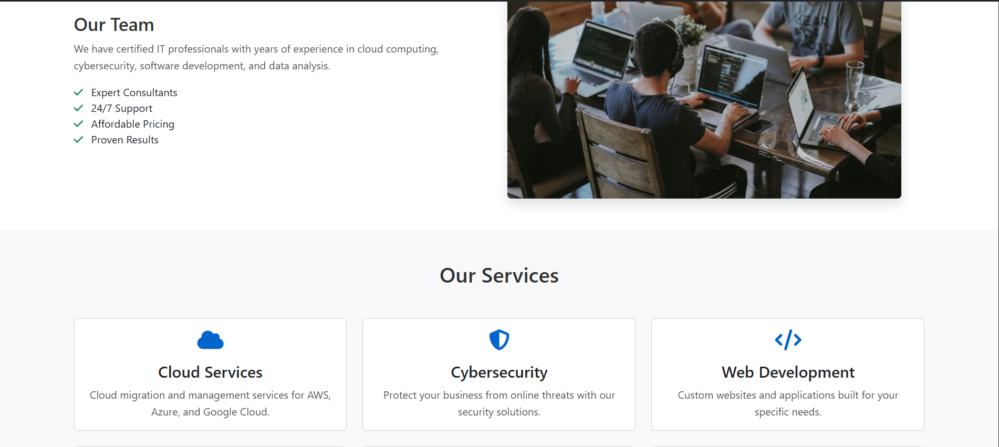 Our Team
We have certified IT professionals with years of experience in cloud computing,
cybersecurity, software development, and data analysis.
Expert Consultants
24/7 Support
Affordable Pricing
Proven Results
Our Services
Cloud Services
Cloud migration and management services for AWS,
Azure, and Google Cloud.
Cybersecurity
Protect your business from online threats with our
security solutions.
Web Development
Custom websites and applications built for your
specific needs.